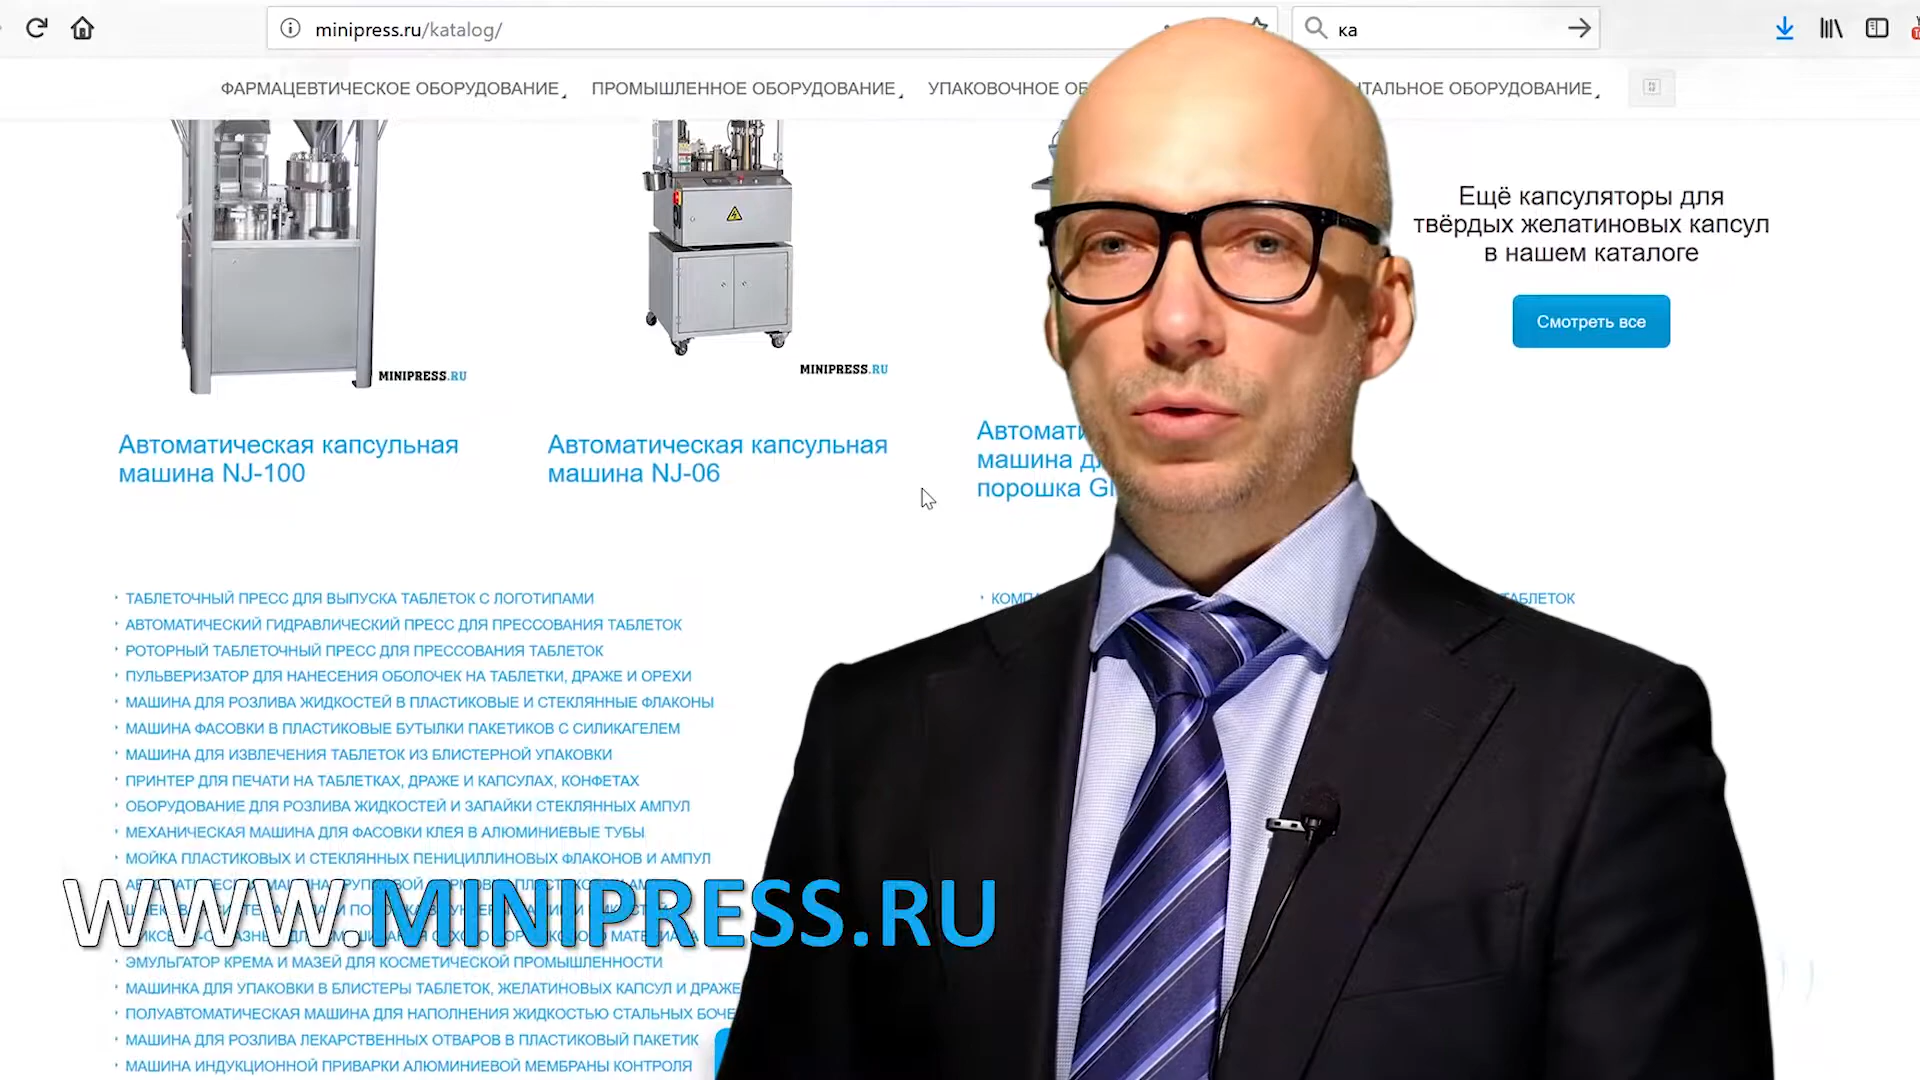 minipress.ru/katalog/
ка
ФАРМАЦЕВТИЧЕСКОЕ ОБОРУДОВАНИЕ
ПРОМЫШЛЕННОЕ ОБОРУДОВАНИЕ
УПАКОВОЧНОЕ
ОБОРУДОВАНИЕ
Ещё капсуляторы для
твёрдых желатиновых капсул
в нашем каталоге
Смотреть все
MINIPRESS.RU
MINIPRESS.RU
Автоматическая капсульная
машина NJ-100
Автоматическая капсульная
машина NJ-06
машина
порошка
ТАБЛЕТОЧНЫЙ ПРЕСС ДЛЯ ВЫПУСКА ТАБЛЕТОК С ЛОГОТИПАМИ
АВТОМАТИЧЕСКИЙ ГИДРАВЛИЧЕСКИЙ ПРЕСС ДЛЯ ПРЕССОВАНИЯ ТАБЛЕТОК
РОТОРНЫЙ ТАБЛЕТОЧНЫЙ ПРЕСС ДЛЯ ПРЕССОВАНИЯ ТАБЛЕТОК
ПУЛЬВЕРИЗАТОР ДЛЯ НАНЕСЕНИЯ ОБОЛОЧЕК НА ТАБЛЕТКИ, ДРАЖЕ И ОРЕХИ
МАШИНА ДЛЯ РОЗЛИВА ЖИДКОСТЕЙ В ПЛАСТИКОВЫЕ И СТЕКЛЯННЫЕ ФЛАКОНЫ
МАШИНА ФАСОВКИ В ПЛАСТИКОВЫЕ БУТЫЛКИ ПАКЕТИКОВ С СИЛИКАГЕЛЕМ
МАШИНА ДЛЯ ИЗВЛЕЧЕНИЯ ТАБЛЕТОК ИЗ БЛИСТЕРНОЙ УПАКОВКИ
ПРИНТЕР ДЛЯ ПЕЧАТИ НА ТАБЛЕТКАХ, ДРАЖЕ И КАПСУЛАХ, КОНФЕТАХ
ОБОРУДОВАНИЕ ДЛЯ РОЗЛИВА ЖИДКОСТЕЙ И ЗАПАЙКИ СТЕКЛЯННЫХ АМПУЛ
МЕХАНИЧЕСКАЯ МАШИНА ДЛЯ ФАСОВКИ КЛЕЯ В АЛЮМИНИЕВЫЕ ТУБЫ
МОЙКА ПЛАСТИКОВЫХ И СТЕКЛЯННЫХ ПЕНИЦИЛЛИНОВЫХ ФЛАКОНОВ И АМПУЛ
WWW.MINIPRESS.RU
ЭМУЛЬГАТОР КРЕМА И МАЗЕЙ ДЛЯ КОСМЕТИЧЕСКОЙ ПРОМЫШЛЕННОСТИ
МАШИНКА ДЛЯ УПАКОВКИ В БЛИСТЕРЫ ТАБЛЕТОК, ЖЕЛАТИНОВЫХ КАПСУЛ И ДРАЖЕ
ПОЛУАВТОМАТИЧЕСКАЯ МАШИНА ДЛЯ НАПОЛНЕНИЯ ЖИДКОСТЬЮ СТАЛЬНЫХ
МАШИНА ДЛЯ РОЗЛИВА ЛЕКАРСТВЕННЫХ ОТВАРОВ В ПЛАСТИКОВЫЙ ПАКЕТИК
МАШИНА ИНДУКЦИОННОЙ ПРИВАРКИ АЛЮМИНИЕВОЙ МЕМБРАНЫ КОНТРОЛЯ
ТАБЛЕТОК